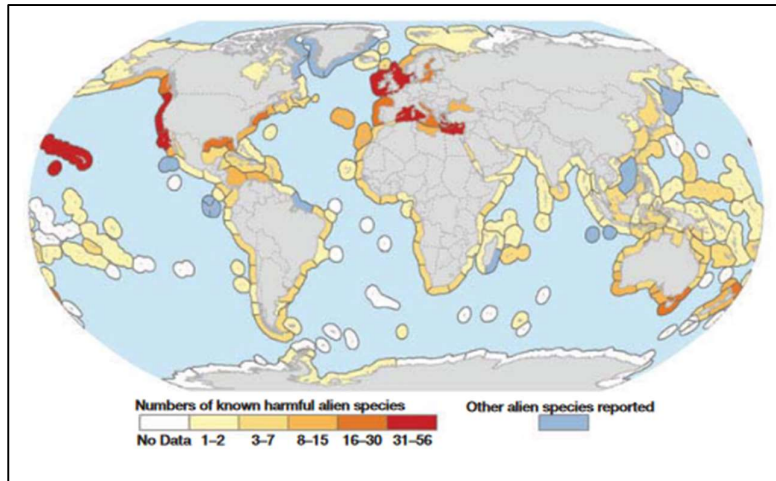 Numbers of known harmful alien species
Other alien species reported
No Data 1–2 3–7 8–15 16–30 31–56